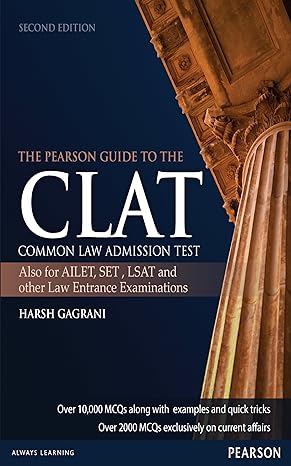 SECOND EDITION
THE PEARSON GUIDE TO THE
CLAT
COMMON LAW ADMISSION TEST
Also for AILET, SET , LSAT and
other Law Entrance Examinations
HARSH GAGRANI
Over 10,000 MCQs along with examples and quick tricks
Over 2000 MCQs exclusively on current affairs
ALWAYS LEARNING
PEARSON